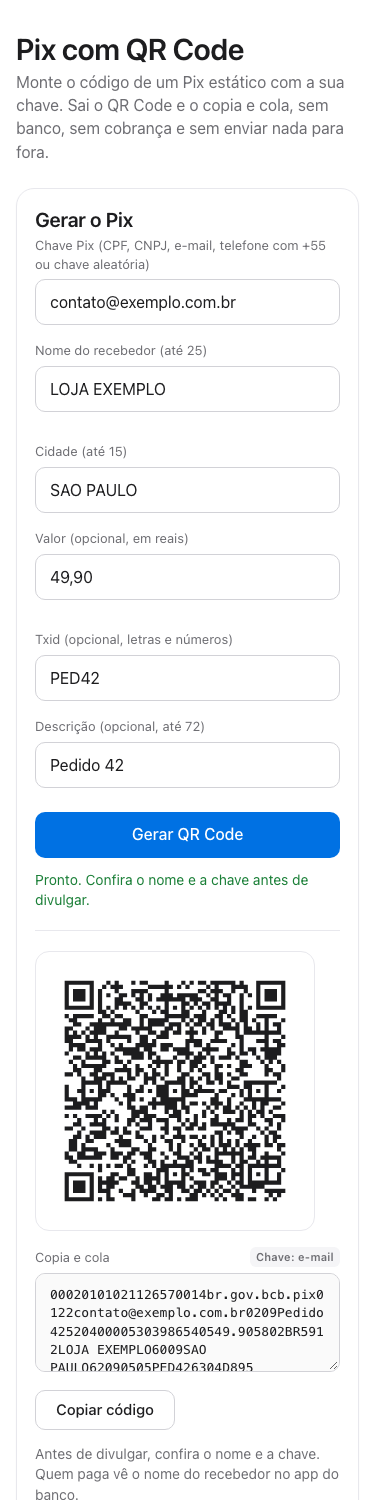 Pix com QR Code
Monte o código de um Pix estático com a sua
chave. Sai o QR Code e o copia e cola, sem
banco, sem cobrança e sem enviar nada para
fora.
Gerar o Pix
Chave Pix (CPF, CNPJ, e-mail, telefone com +55
ou chave aleatória)
contato@exemplo.com.br
Nome do recebedor (até 25)
LOJA EXEMPLO
Cidade (até 15)
SAO PAULO
Valor (opcional, em reais)
49,90
Txid (opcional, letras e números)
PED42
Descrição (opcional, até 72)
Pedido 42
Gerar QR Code
Pronto. Confira o nome e a chave antes de
divulgar.
Copia e cola
Chave: e-mail
00020101021126570014br.gov.bcb.pix0
122contato@exemplo.com.br0209Pedido
42520400005303986540549.905802BR591
2LOJA EXEMPLO6009SAO
PAULO62090505PED426304D895
Copiar código
Antes de divulgar, confira o nome e a chave.
Quem paga vê o nome do recebedor no app do
banco.